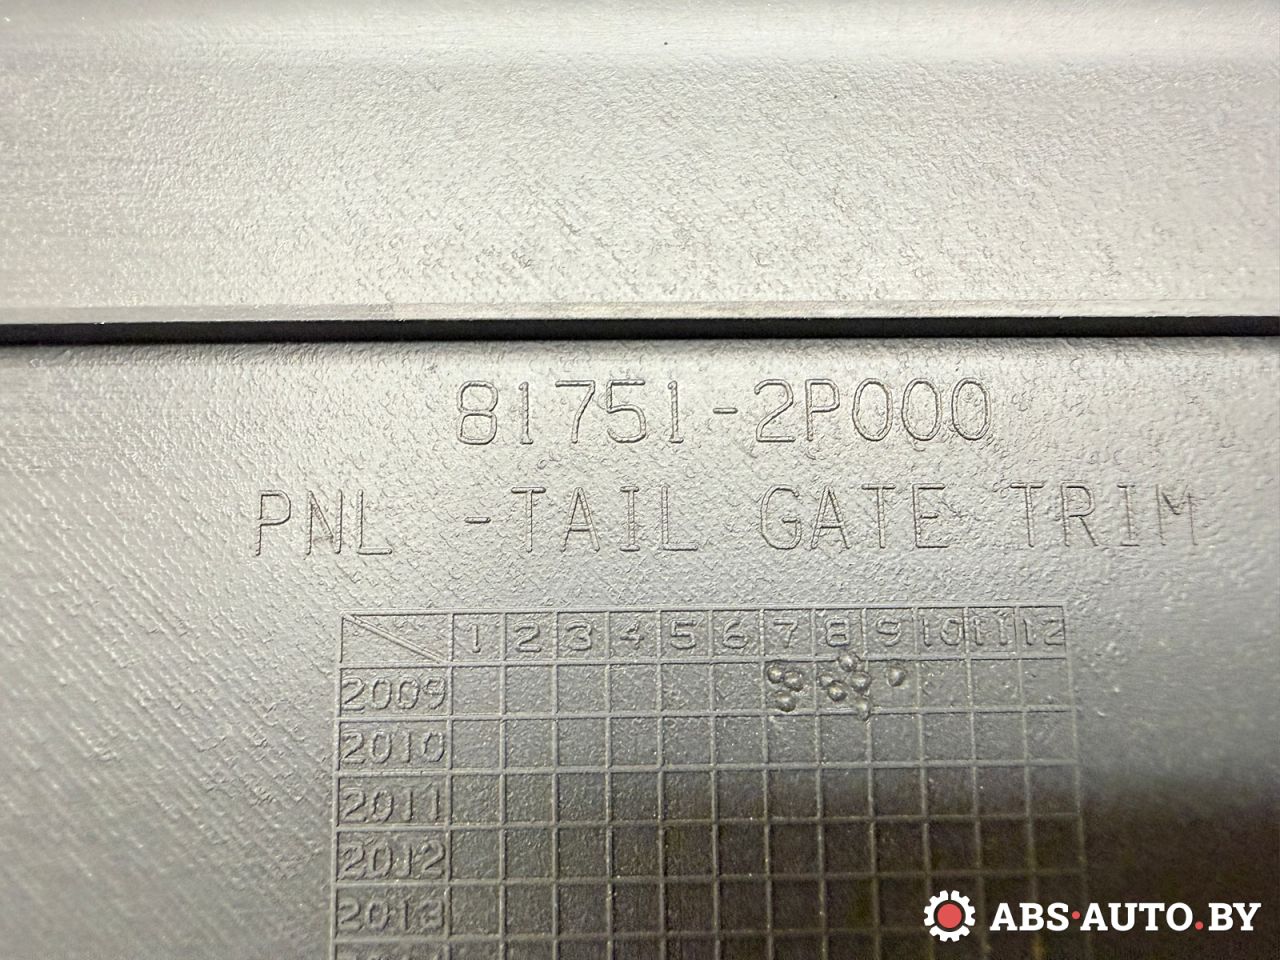 81751-2P000
PNL -TAIL GATE TRIM
1 2 3 4 5 6 7 8 9 10 11 12
2009
2010
2011
2012
2013
ABS·AUTO.BY